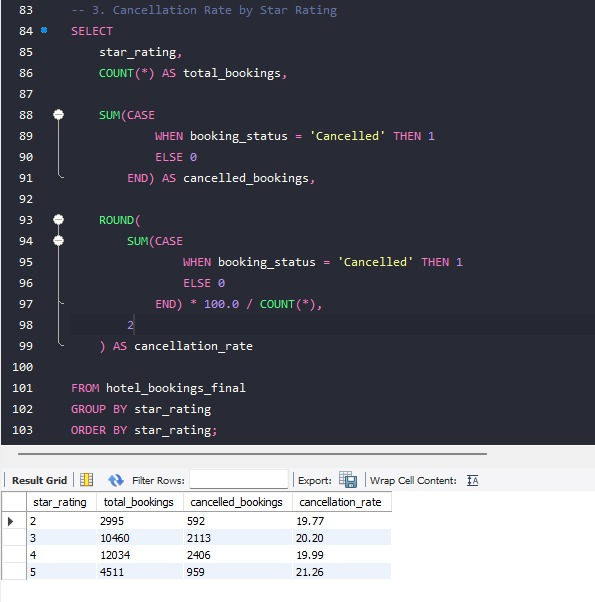 83 -- 3. Cancellation Rate by Star Rating
84 SELECT
85 star_rating,
86 COUNT(*) AS total_bookings,
87
88 SUM(CASE
89 WHEN booking_status = 'Cancelled' THEN 1
90 ELSE 0
91 END) AS cancelled_bookings,
92
93 ROUND(
94 SUM(CASE
95 WHEN booking_status = 'Cancelled' THEN 1
96 ELSE 0
97 END) * 100.0 / COUNT(*),
98 2
99 ) AS cancellation_rate
100
101 FROM hotel_bookings_final
102 GROUP BY star_rating
103 ORDER BY star_rating;
Result Grid Filter Rows: Export: Wrap Cell Content: IA
star_rating total_bookings cancelled_bookings cancellation_rate
2 2995 592 19.77
3 10460 2113 20.20
4 12034 2406 19.99
5 4511 959 21.26